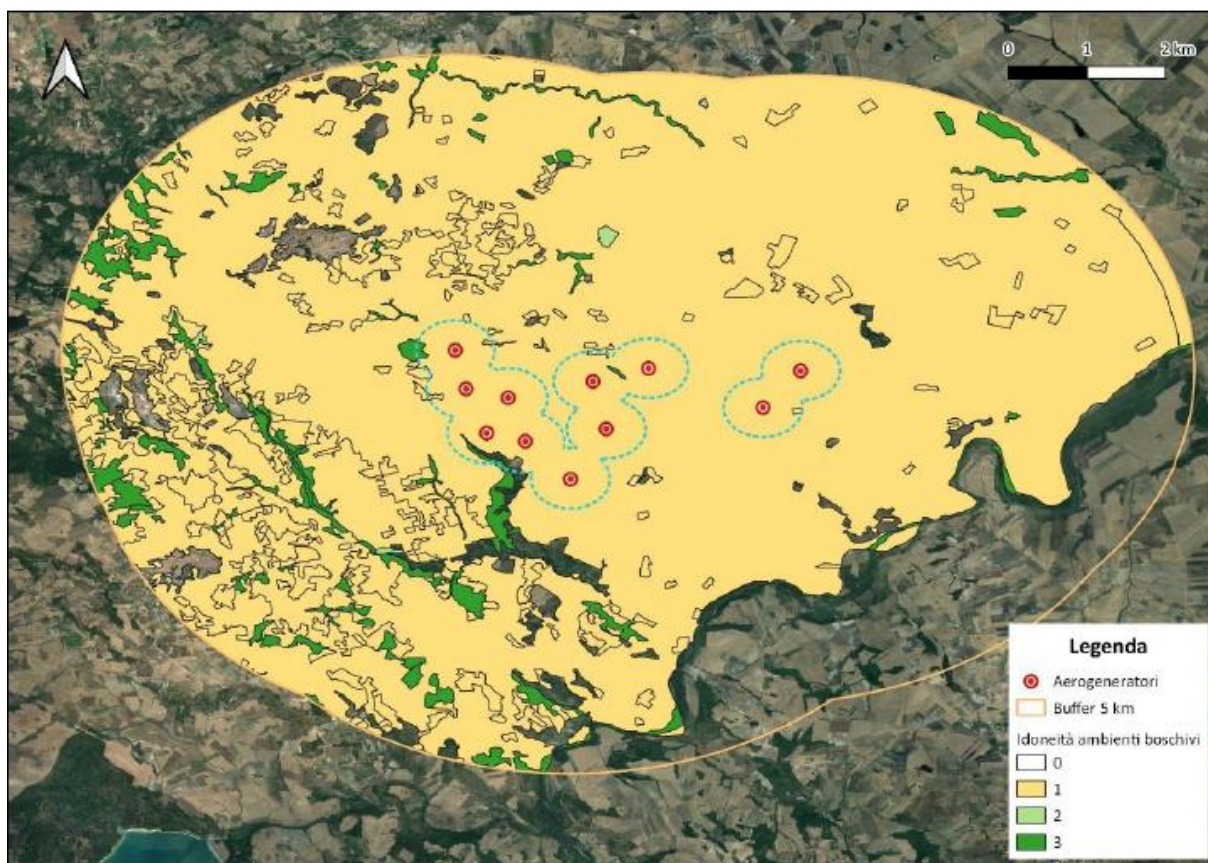 0 1 2 km
Legenda
Aerogeneratori
Buffer 5 km
Idoneità ambienti boschivi
0
1
2
3